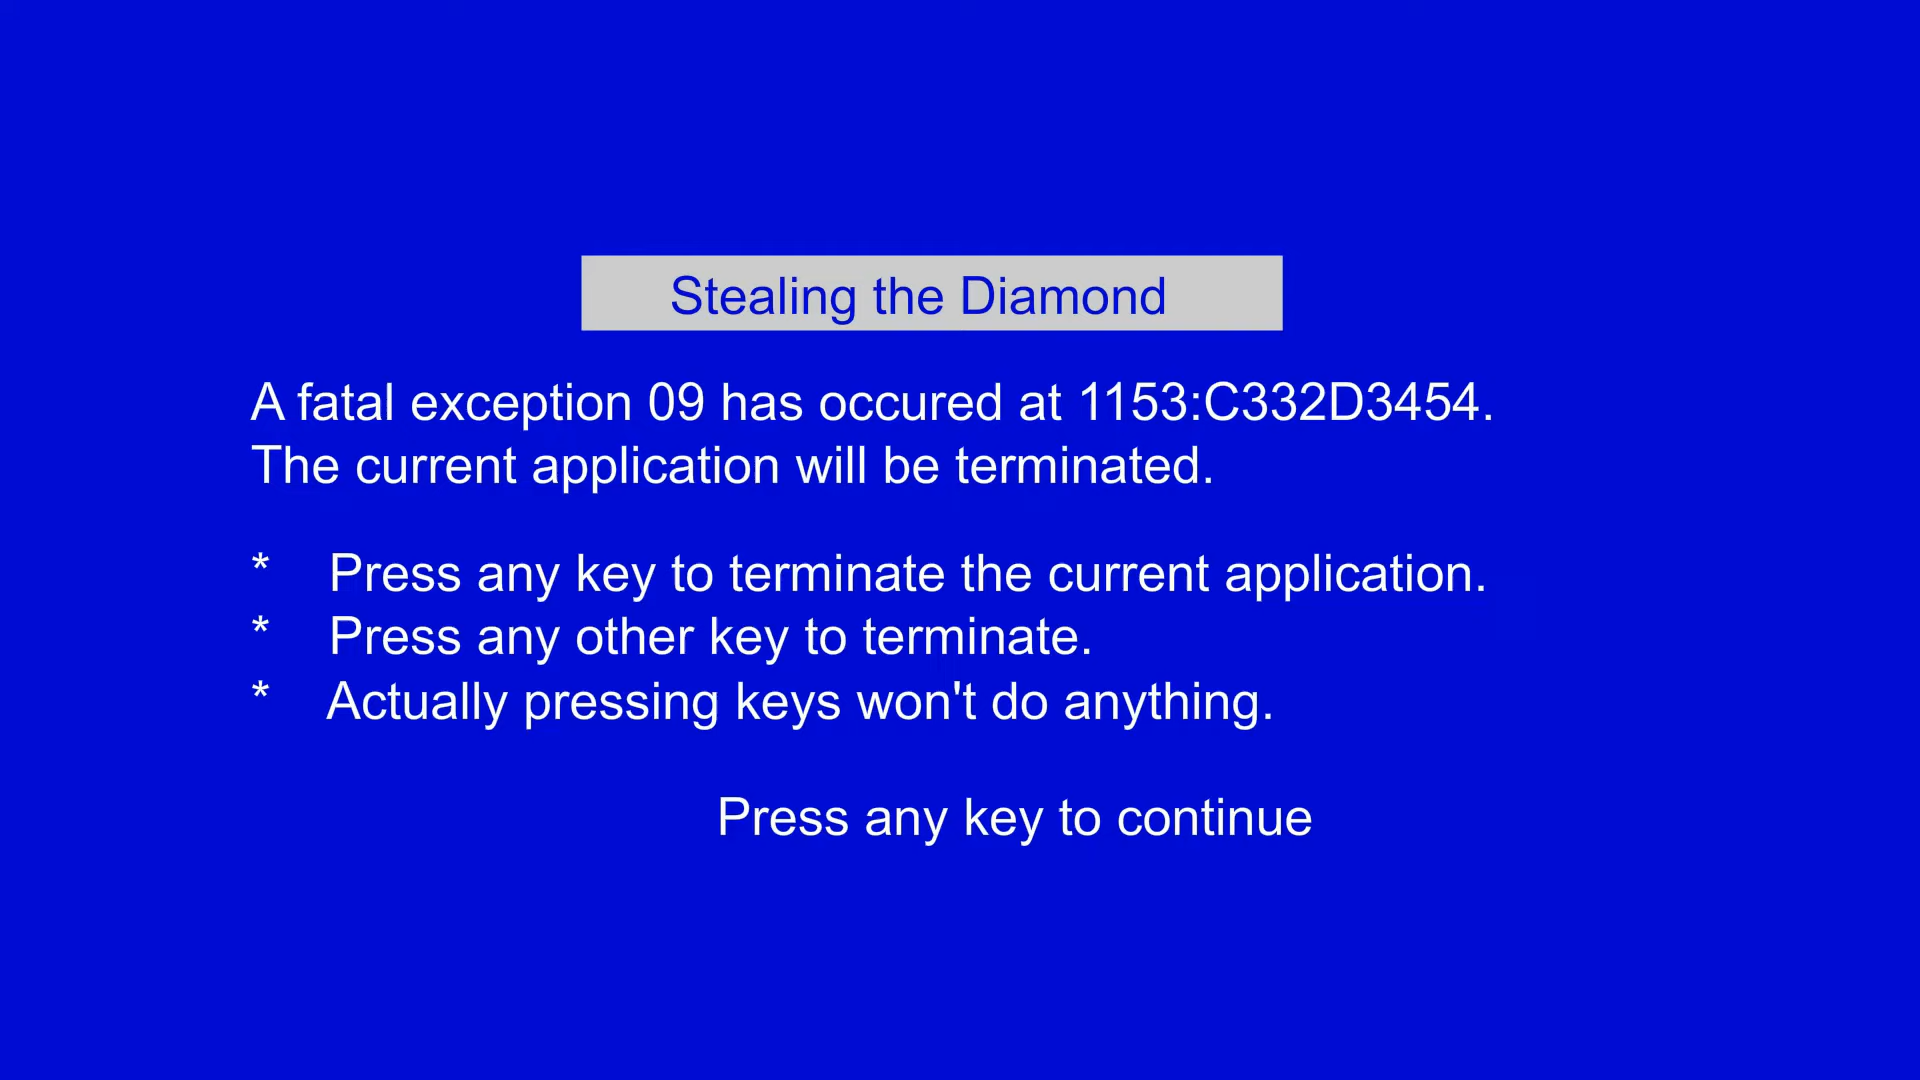 Stealing the Diamond
A fatal exception 09 has occured at 1153:C332D3454.
The current application will be terminated.
* Press any key to terminate the current application.
* Press any other key to terminate.
* Actually pressing keys won't do anything.
Press any key to continue